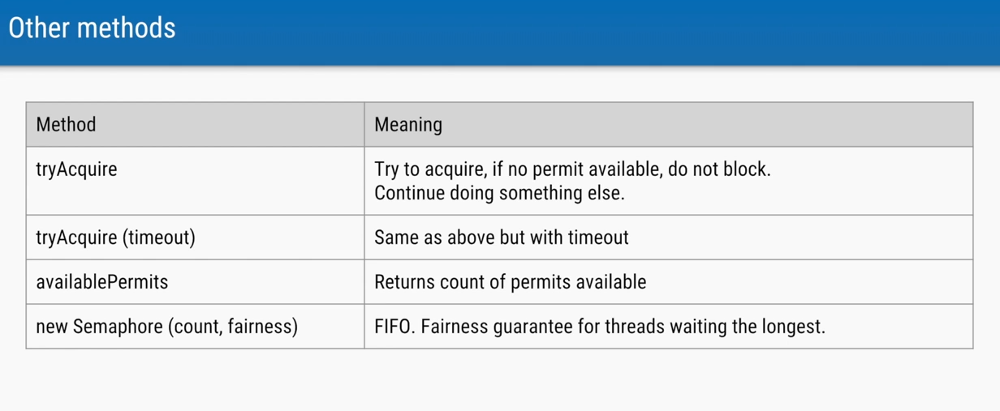 Other methods
Method
Meaning
tryAcquire
Try to acquire, if no permit available, do not block.
Continue doing something else.
tryAcquire (timeout)
Same as above but with timeout
availablePermits
Returns count of permits available
new Semaphore (count, fairness)
FIFO. Fairness guarantee for threads waiting the longest.